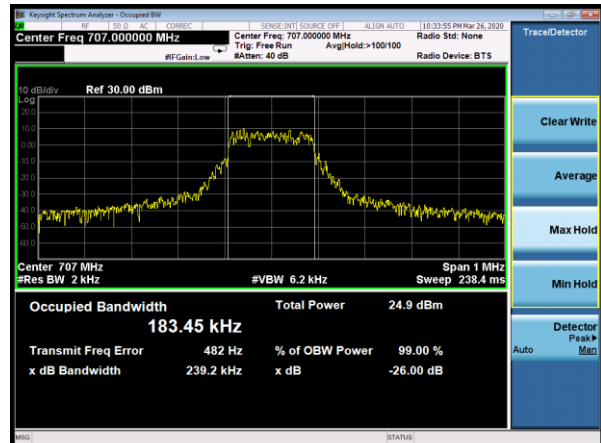 Keysight Spectrum Analyzer - Occupied BW
RF 50 Ω AC CORREC SENSE:INT SOURCE OFF ALIGN AUTO 10:33:55 PM Mar 26, 2020
Center Freq 707.000000 MHz
Center Freq: 707.000000 MHz Radio Std: None
Trig: Free Run Avg|Hold:>100/100
#IFGain:Low #Atten: 40 dB Radio Device: BTS
Trace/Detector
10 dB/div Ref 30.00 dBm
Log
20.0
10.0
0.00
-10.0
-20.0
-30.0
-40.0
-50.0
-60.0
Center 707 MHz Span 1 MHz
#Res BW 2 kHz #VBW 6.2 kHz Sweep 238.4 ms
Occupied Bandwidth Total Power 24.9 dBm
183.45 kHz
Transmit Freq Error 482 Hz % of OBW Power 99.00 %
x dB Bandwidth 239.2 kHz x dB -26.00 dB
Clear Write
Average
Max Hold
Min Hold
Detector
Peak▶
Auto Man
MSG STATUS